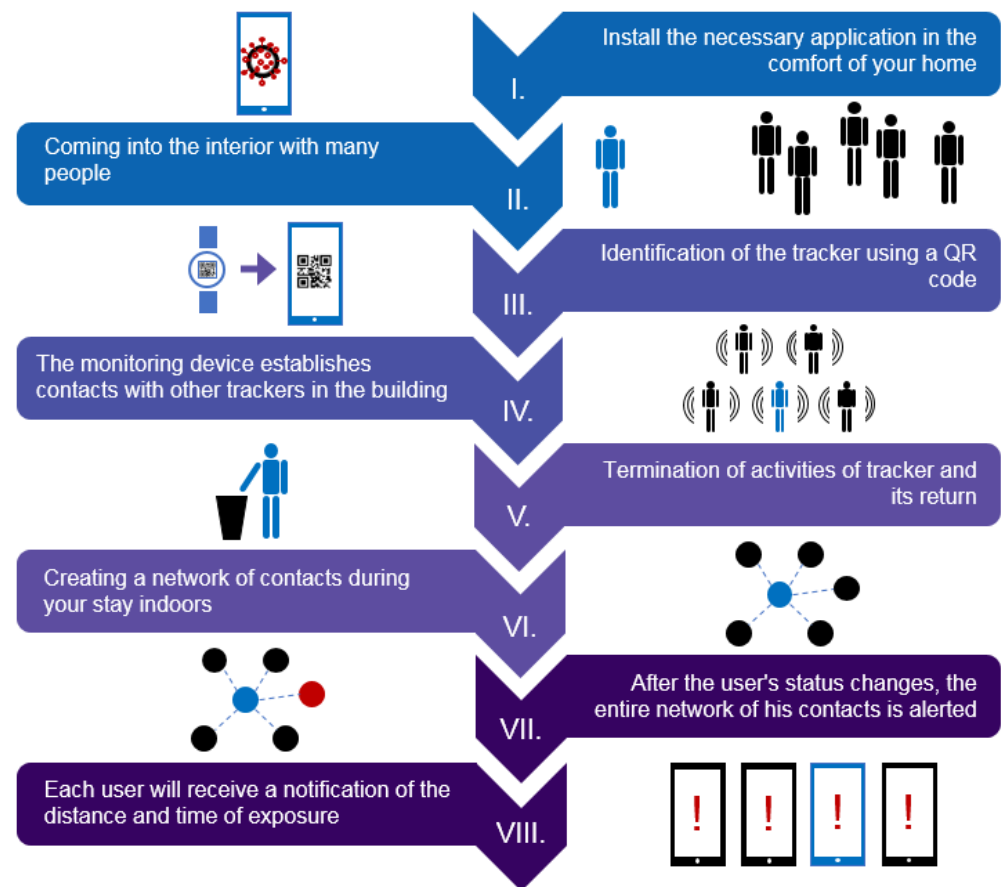 Install the necessary application in the
comfort of your home
I.
Coming into the interior with many
people
II.
Identification of the tracker using a QR
code
III.
The monitoring device establishes
contacts with other trackers in the building
IV.
Termination of activities of tracker and
its return
V.
Creating a network of contacts during
your stay indoors
VI.
After the user's status changes, the
entire network of his contacts is alerted
VII.
Each user will receive a notification of the
distance and time of exposure
VIII.
! ! ! !